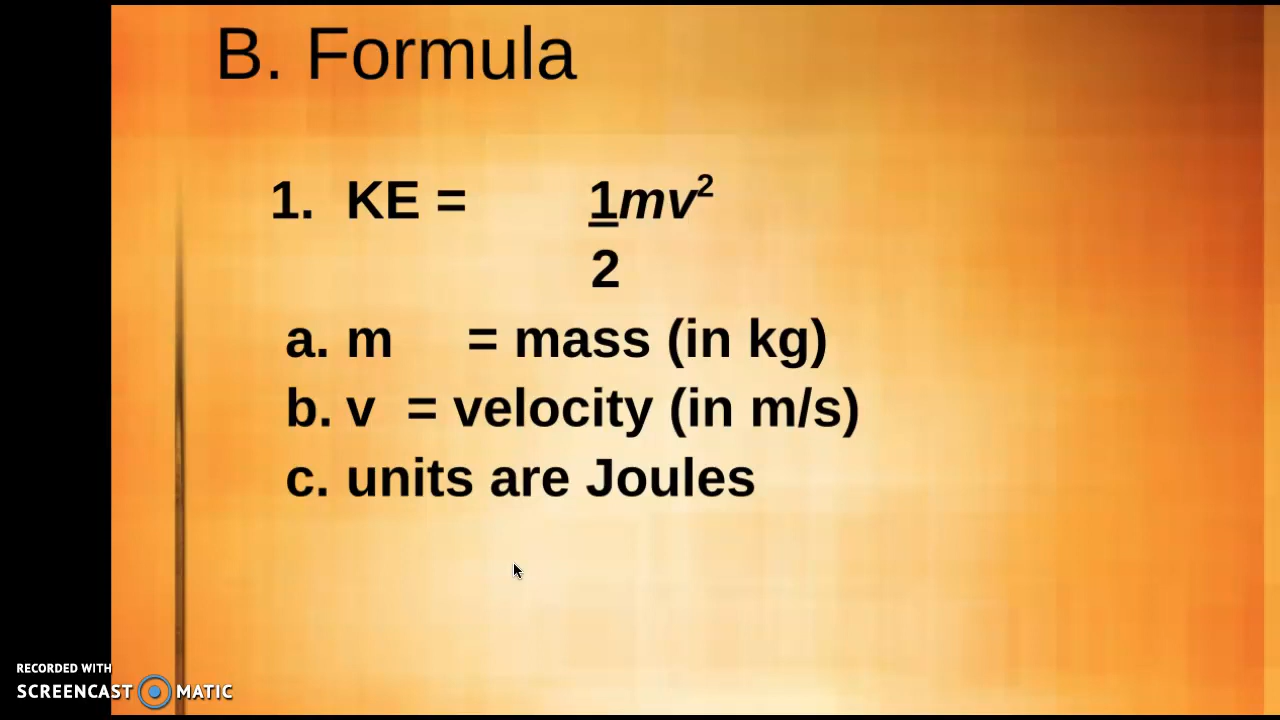 B. Formula
1. KE = 1mv²
2
a. m = mass (in kg)
b. v = velocity (in m/s)
c. units are Joules
RECORDED WITH
SCREENCAST MATIC